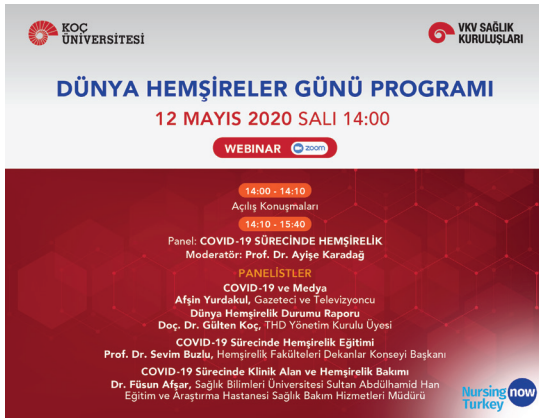 KOÇ
ÜNİVERSİTESİ
VKV SAĞLIK
KURULUŞLARI
DÜNYA HEMŞİRELER GÜNÜ PROGRAMI
12 MAYIS 2020 SALI 14:00
WEBINAR zoom
14:00 - 14:10
Açılış Konuşmaları
14:10 - 15:40
Panel: COVID-19 SÜRECİNDE HEMŞİRELİK
Moderatör: Prof. Dr. Ayişe Karadağ
PANELİSTLER
COVID-19 ve Medya
Afşin Yurdakul, Gazeteci ve Televizyoncu
Dünya Hemşirelik Durumu Raporu
Doç. Dr. Gülten Koç, THD Yönetim Kurulu Üyesi
COVID-19 Sürecinde Hemşirelik Eğitimi
Prof. Dr. Sevim Buzlu, Hemşirelik Fakülteleri Dekanlar Konseyi Başkanı
COVID-19 Sürecinde Klinik Alan ve Hemşirelik Bakımı
Dr. Füsun Afşar, Sağlık Bilimleri Üniversitesi Sultan Abdülhamid Han
Eğitim ve Araştırma Hastanesi Sağlık Bakım Hizmetleri Müdürü
Nursing now
Turkey